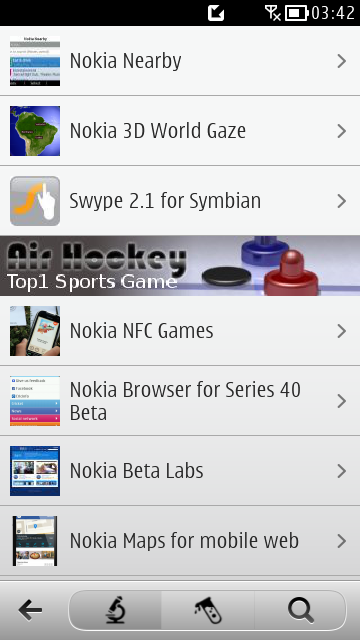 03:42
Nokia Nearby
Nokia 3D World Gaze
Swype 2.1 for Symbian
Air Hockey
Top1 Sports Game
Nokia NFC Games
Nokia Browser for Series 40
Beta
Nokia Beta Labs
Nokia Maps for mobile web